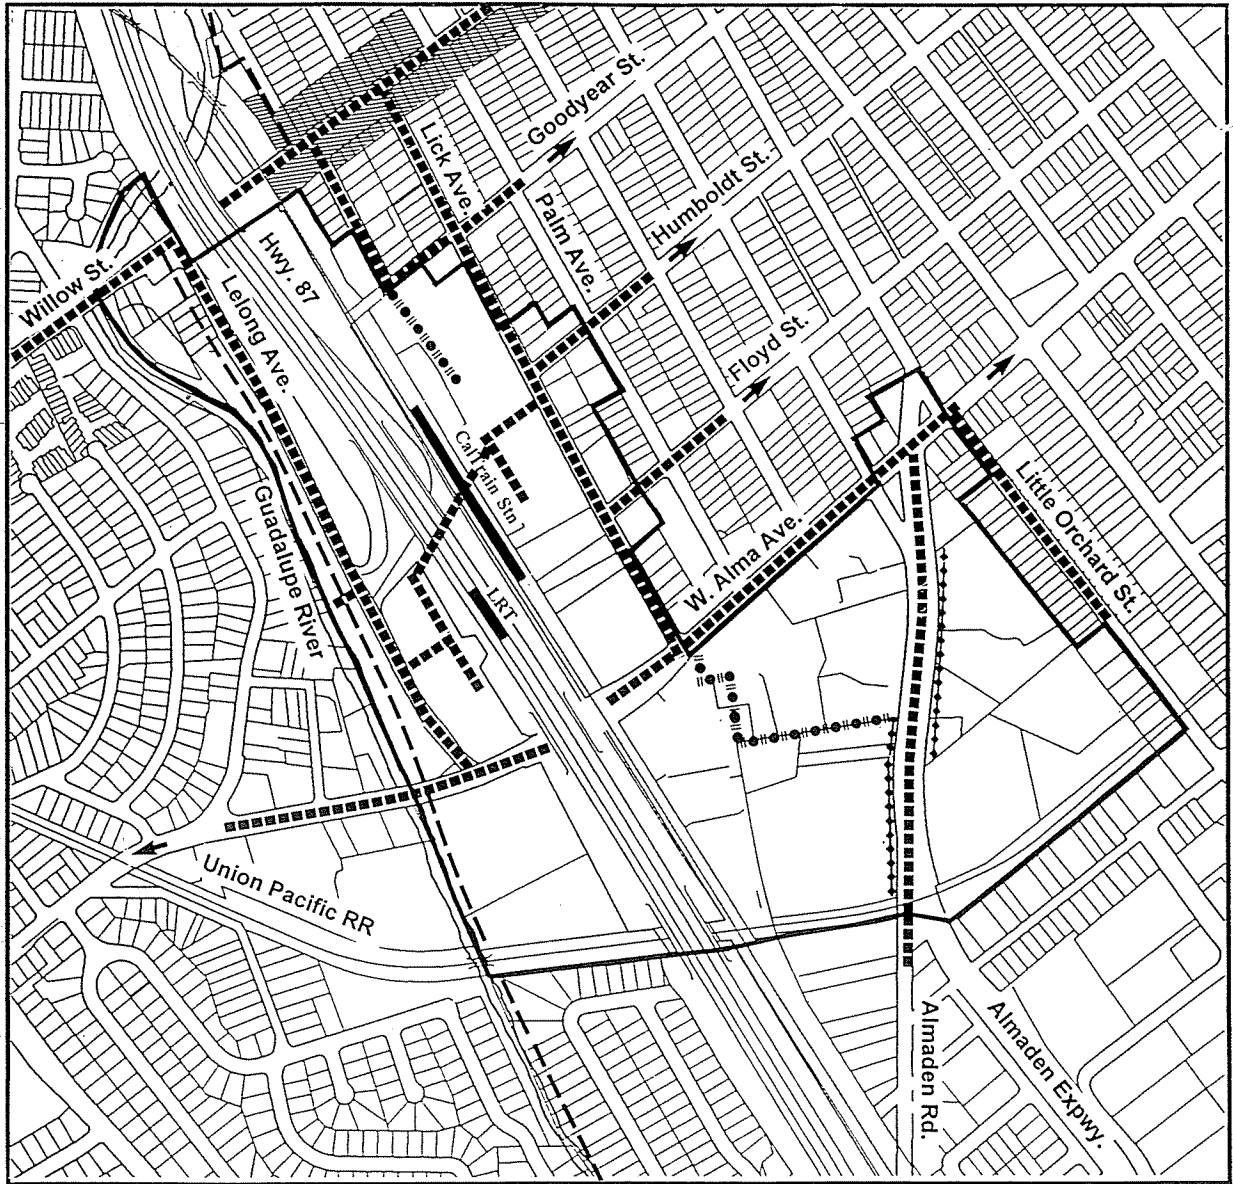 Goodyear St.
Lick Ave.
Humboldt St.
Palm Ave.
Hwy. 87
Willow St.
Lelong Ave.
Floyd St.
CalTrain Stn
Little Orchard St.
Guadalupe River
W. Alma Ave.
LRT
Union Pacific RR
Almaden Rd.
Almaden Expwy.